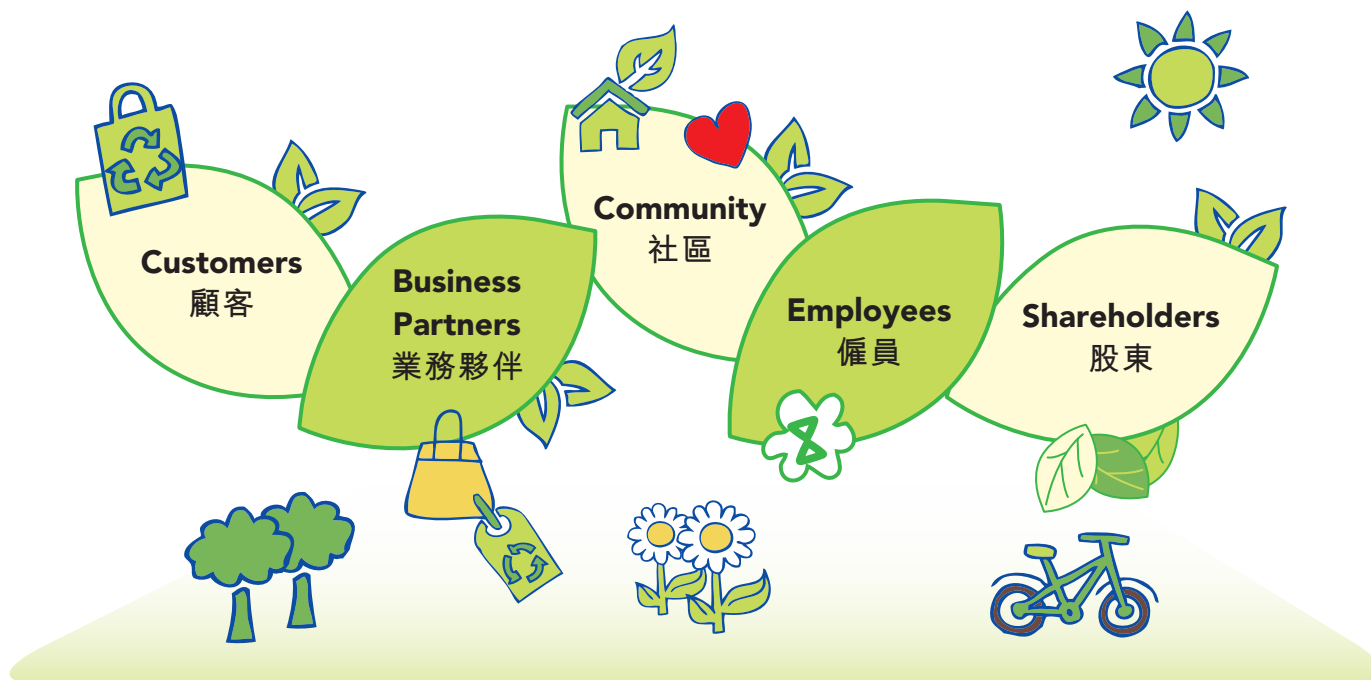 Customers
顧客
Business
Partners
業務夥伴
Community
社區
Employees
僱員
Shareholders
股東